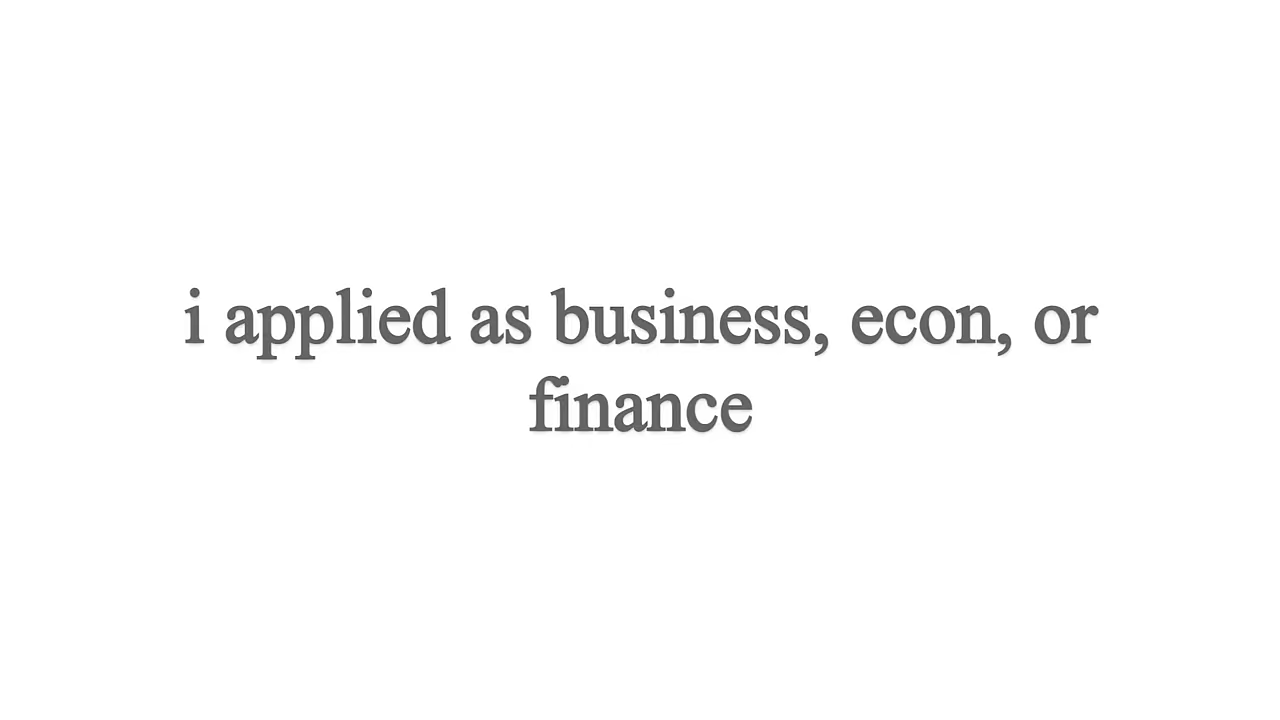 i applied as business, econ, or
finance